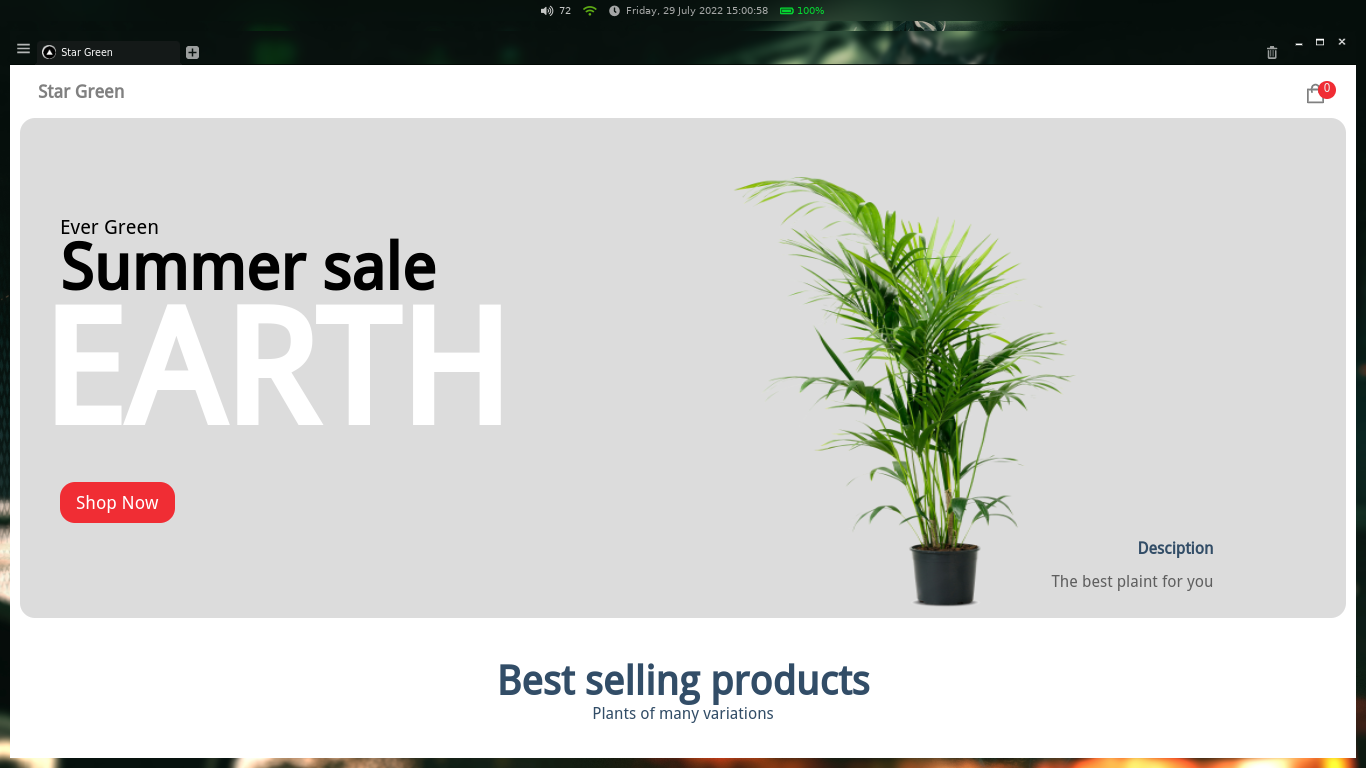 72 Friday, 29 July 2022 15:00:58 100%
Star Green
Star Green
0
Ever Green
Summer sale
EARTH
Shop Now
Desciption
The best plaint for you
Best selling products
Plants of many variations